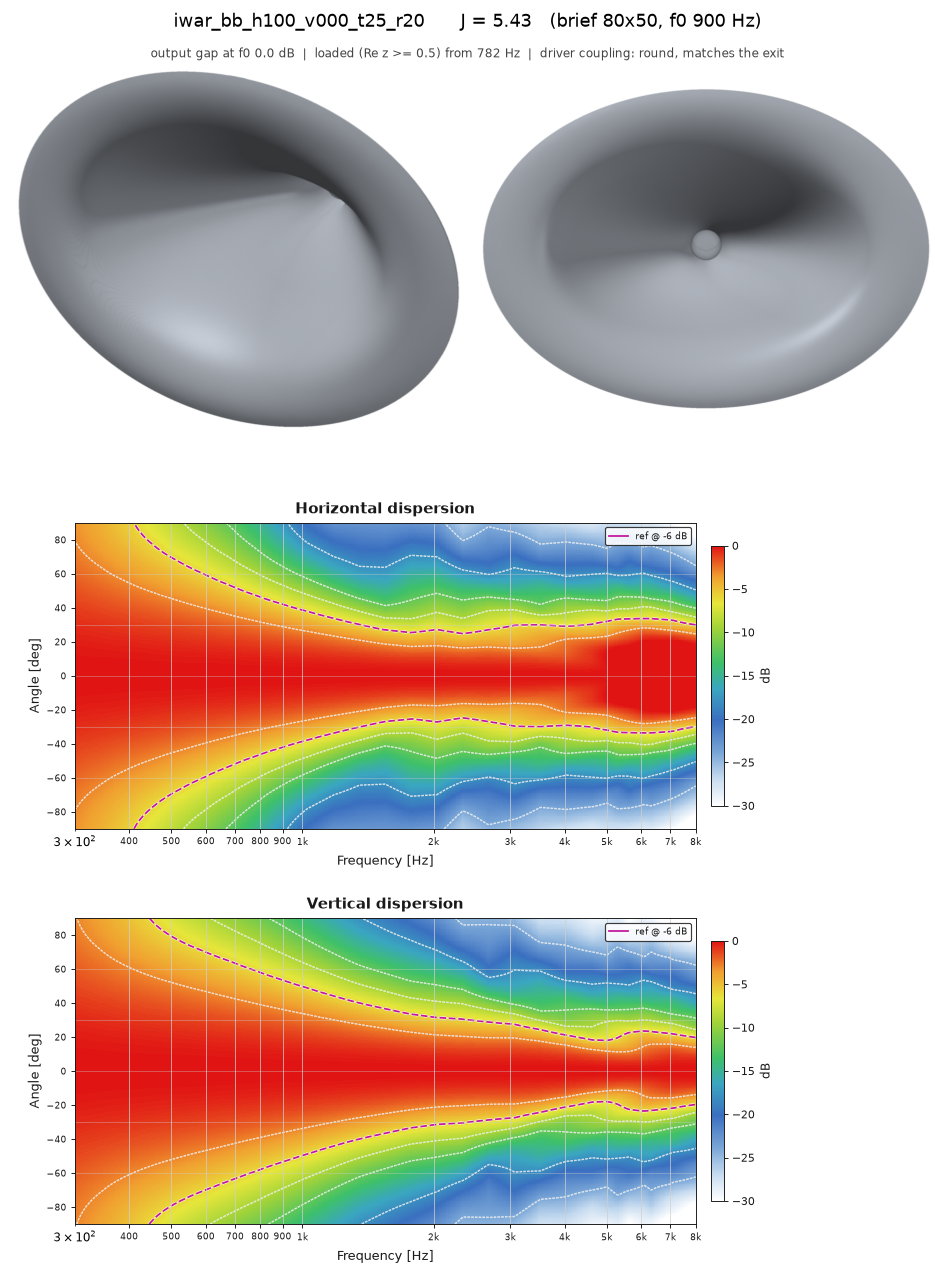 iwar_bb_h100_v000_t25_r20 J = 5.43 (brief 80x50, f0 900 Hz)
output gap at f0 0.0 dB | loaded (Re z >= 0.5) from 782 Hz | driver coupling: round, matches the exit
Horizontal dispersion
ref @ -6 dB
Angle [deg]
80
60
40
20
0
−20
−40
−60
−80
3 × 10² 400 500 600 700 800 900 1k 2k 3k 4k 5k 6k 7k 8k
Frequency [Hz]
0
−5
−10
−15
−20
−25
−30
dB
Vertical dispersion
ref @ -6 dB
Angle [deg]
80
60
40
20
0
−20
−40
−60
−80
3 × 10² 400 500 600 700 800 900 1k 2k 3k 4k 5k 6k 7k 8k
Frequency [Hz]
0
−5
−10
−15
−20
−25
−30
dB